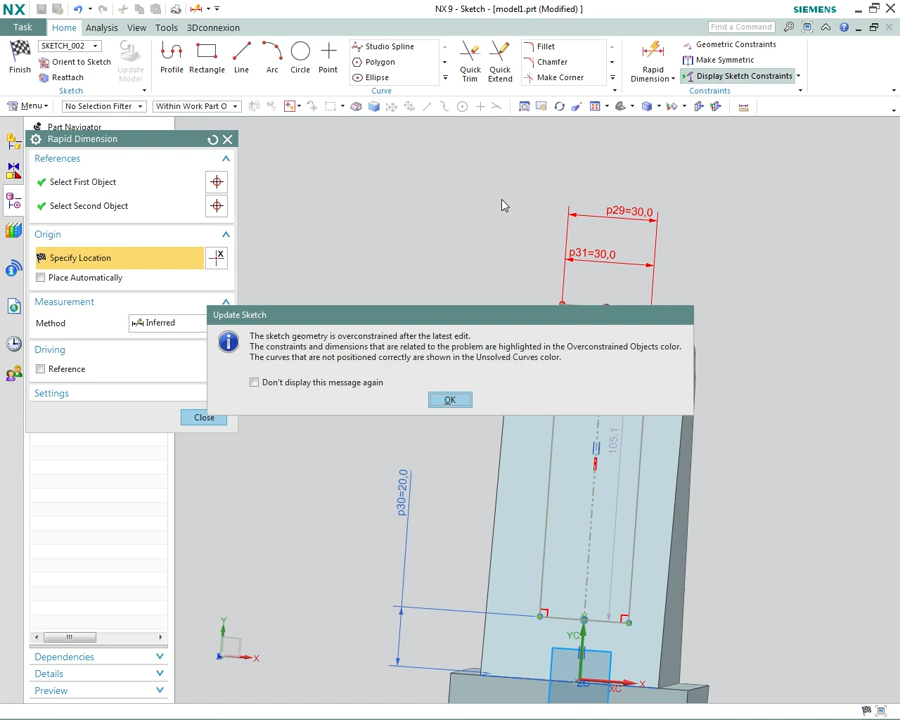 NX
NX 9 - Sketch - [model1.prt (Modified) ]
SIEMENS
Task
Home
Analysis
View
Tools
3Dconnexion
Find a Command
Finish
SKETCH_002
Orient to Sketch
Reattach
Update Model
Profile
Rectangle
Line
Arc
Circle
Point
Studio Spline
Polygon
Ellipse
Quick Trim
Quick Extend
Fillet
Chamfer
Make Corner
Rapid Dimension
Geometric Constraints
Make Symmetric
Display Sketch Constraints
Sketch
Curve
Constraints
Menu
No Selection Filter
Within Work Part O
Part Navigator
Rapid Dimension
References
Select First Object
Select Second Object
Origin
Specify Location
X
Place Automatically
Measurement
Method
Inferred
Driving
Reference
Settings
Close
p29=30,0
p31=30,0
Update Sketch
The sketch geometry is overconstrained after the latest edit.
The constraints and dimensions that are related to the problem are highlighted in the Overconstrained Objects color.
The curves that are not positioned correctly are shown in the Unsolved Curves color.
Don't display this message again
OK
105,1
p30=20,0
YC
Y
X
X
XC
Dependencies
Details
Preview